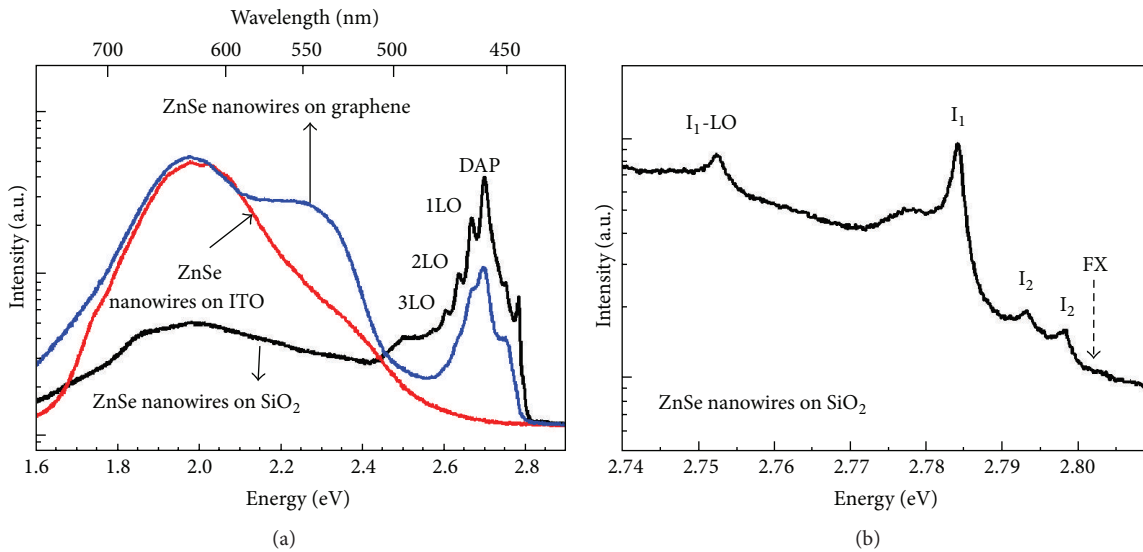 Wavelength (nm)
700 600 550 500 450
ZnSe nanowires on graphene
DAP
1LO
2LO
3LO
ZnSe
nanowires on ITO
ZnSe nanowires on SiO2
Intensity (a.u.)
1.6 1.8 2.0 2.2 2.4 2.6 2.8
Energy (eV)
(a)
I1-LO
I1
I2
I2
FX
ZnSe nanowires on SiO2
Intensity (a.u.)
2.74 2.75 2.76 2.77 2.78 2.79 2.80
Energy (eV)
(b)